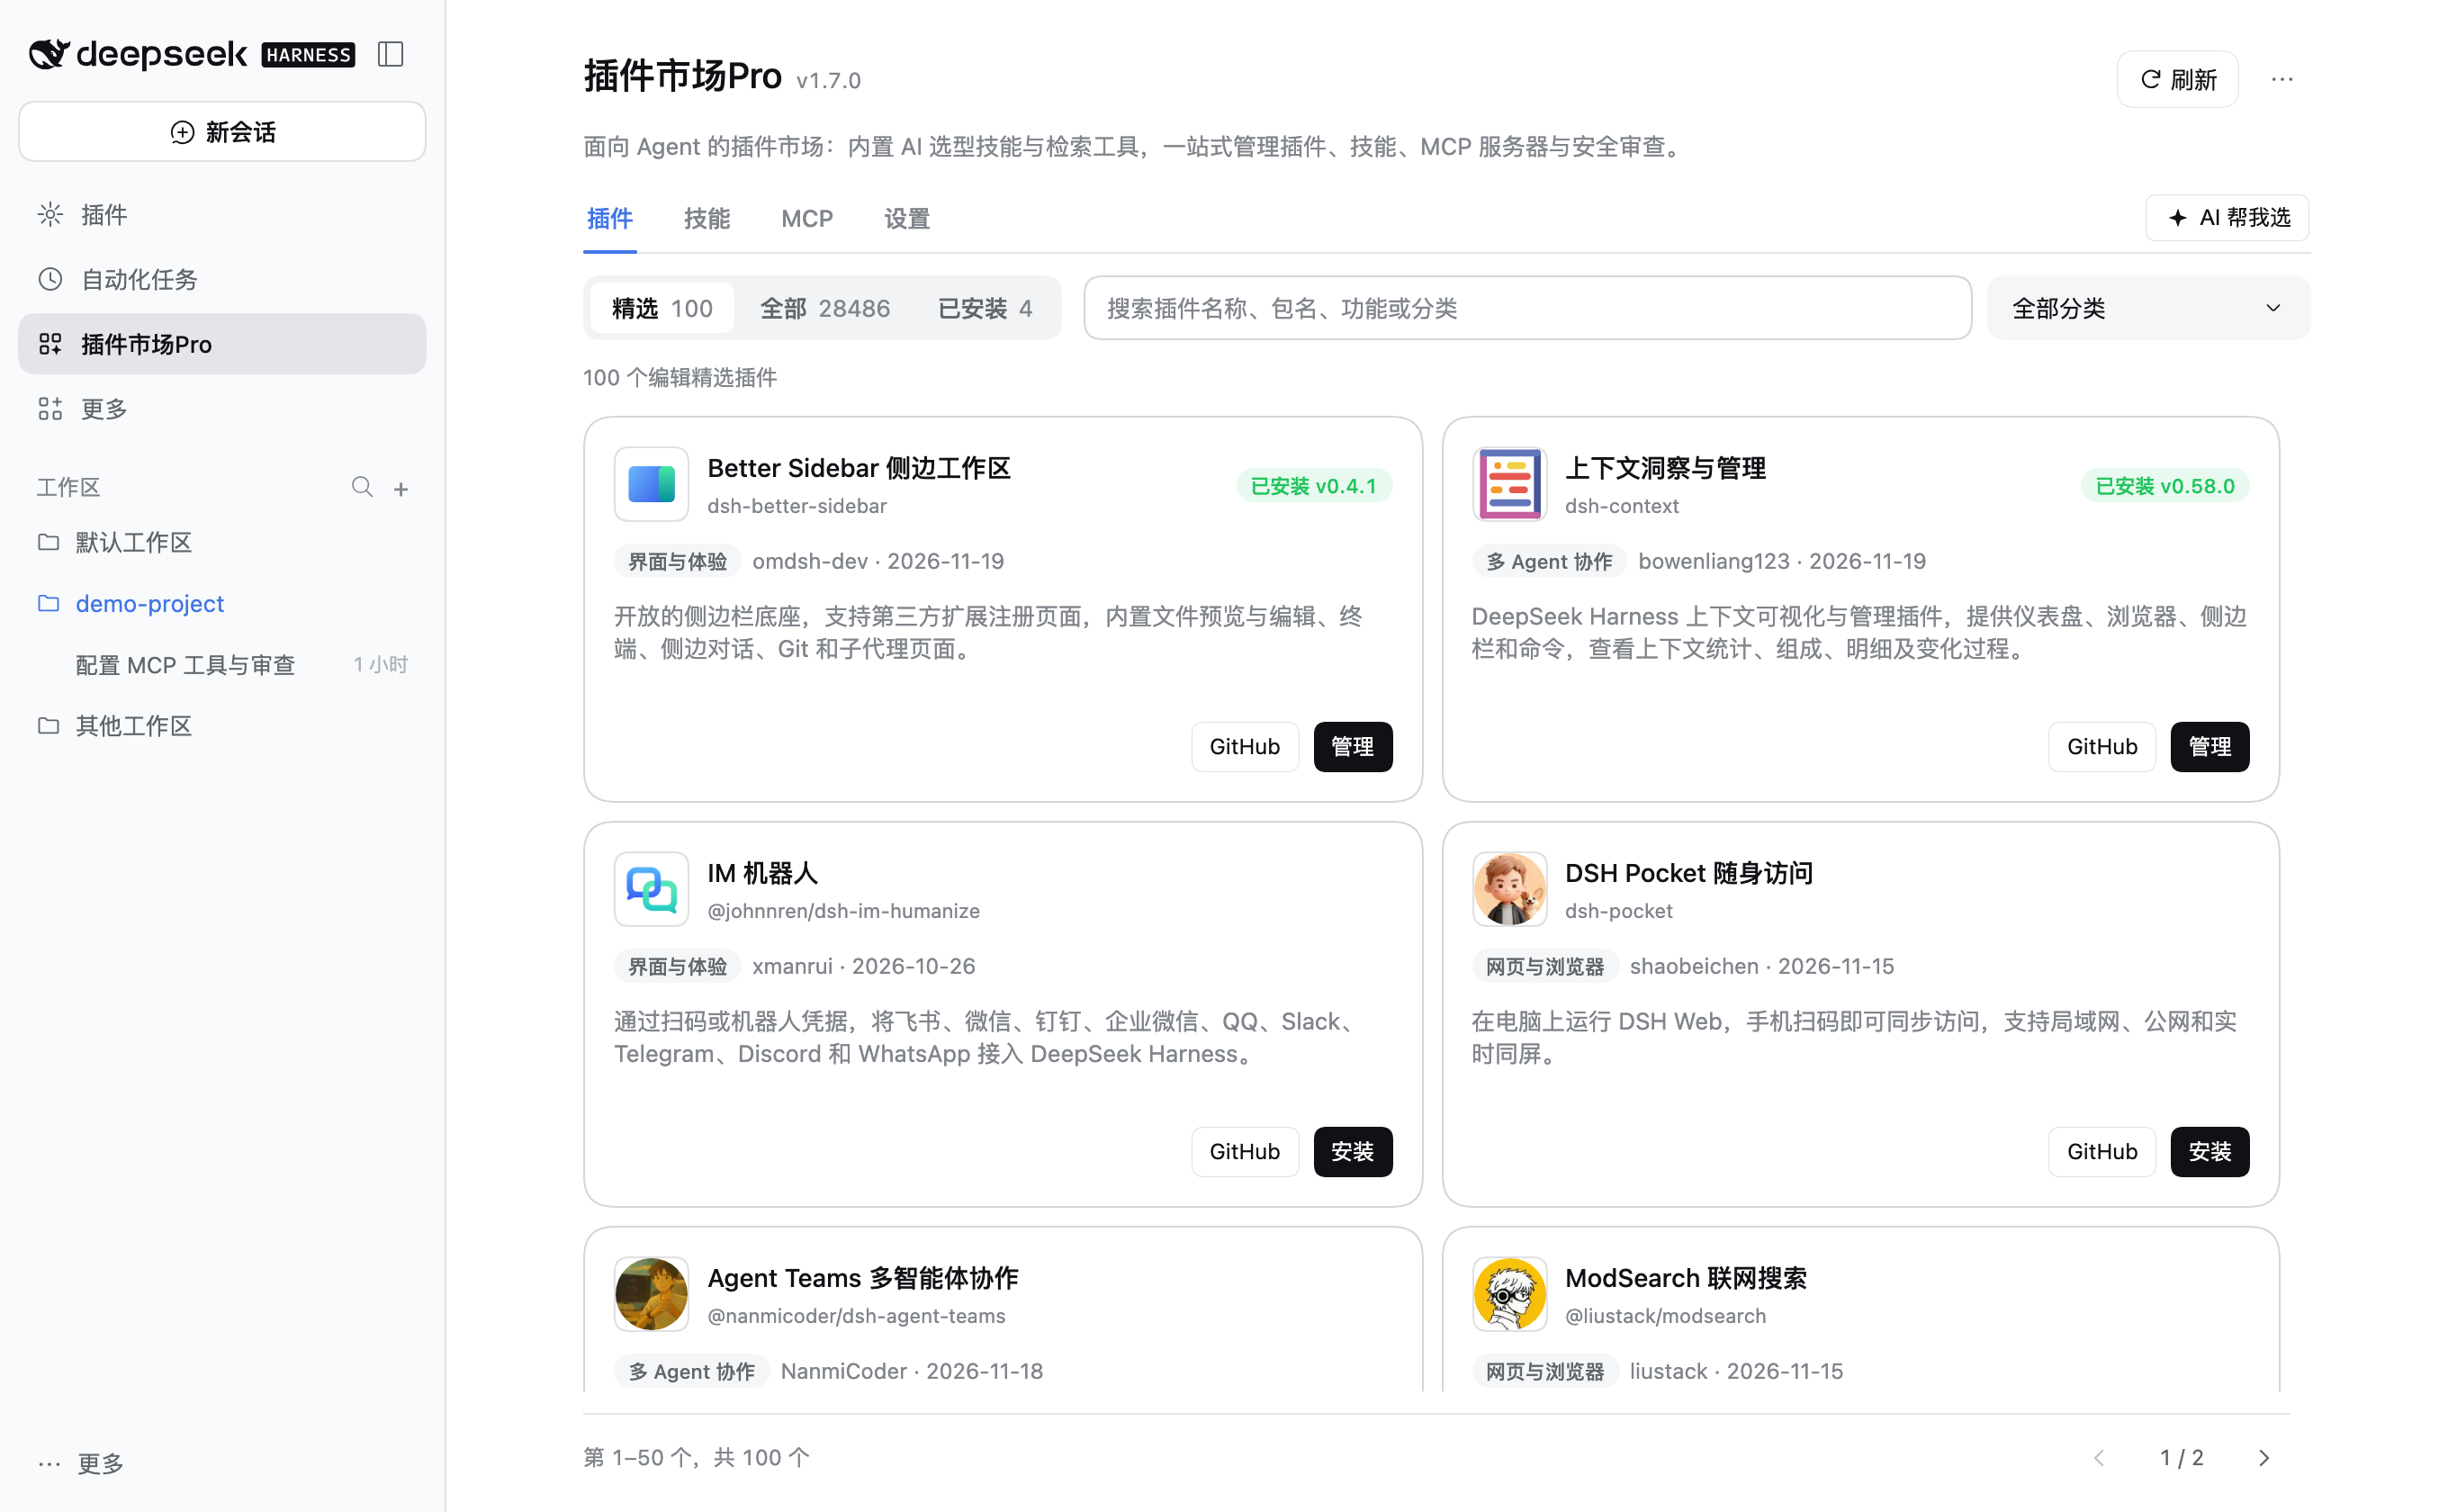 deepseek HARNESS
新会话
插件
自动化任务
插件市场Pro
更多
工作区
默认工作区
demo-project
配置 MCP 工具与审查 1 小时
其他工作区
更多
插件市场Pro v1.7.0
刷新
面向 Agent 的插件市场：内置 AI 选型技能与检索工具，一站式管理插件、技能、MCP 服务器与安全审查。
插件 技能 MCP 设置
AI 帮我选
精选 100 全部 28486 已安装 4
搜索插件名称、包名、功能或分类
全部分类
100 个编辑精选插件
Better Sidebar 侧边工作区
dsh-better-sidebar
已安装 v0.4.1
界面与体验 omdsh-dev · 2026-11-19
开放的侧边栏底座，支持第三方扩展注册页面，内置文件预览与编辑、终
端、侧边对话、Git 和子代理页面。
GitHub 管理
上下文洞察与管理
dsh-context
已安装 v0.58.0
多 Agent 协作 bowenliang123 · 2026-11-19
DeepSeek Harness 上下文可视化与管理插件，提供仪表盘、浏览器、侧边
栏和命令，查看上下文统计、组成、明细及变化过程。
GitHub 管理
IM 机器人
@johnnren/dsh-im-humanize
界面与体验 xmanrui · 2026-10-26
通过扫码或机器人凭据，将飞书、微信、钉钉、企业微信、QQ、Slack、
Telegram、Discord 和 WhatsApp 接入 DeepSeek Harness。
GitHub 安装
DSH Pocket 随身访问
dsh-pocket
网页与浏览器 shaobeichen · 2026-11-15
在电脑上运行 DSH Web，手机扫码即可同步访问，支持局域网、公网和实
时同屏。
GitHub 安装
Agent Teams 多智能体协作
@nanmicoder/dsh-agent-teams
多 Agent 协作 NanmiCoder · 2026-11-18
ModSearch 联网搜索
@liustack/modsearch
网页与浏览器 liustack · 2026-11-15
第 1–50 个，共 100 个
1 / 2